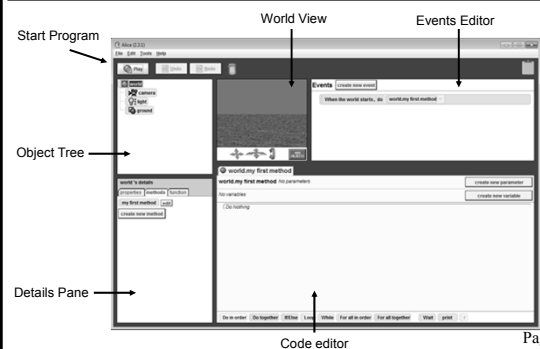 World View
Events Editor
Start Program
Alice (2.3.1)
File Edit Tools Help
Play Undo Redo
world
camera
light
ground
Events create new event
When the world starts, do world.my first method
Object Tree
world's details
properties methods function
my first method edit
create new method
world.my first method
world.my first method No parameters create new parameter
No variables create new variable
Do Nothing
Details Pane
Do in order Do together If/Else Loop While For all in order For all together Wait print
Code editor
Pa